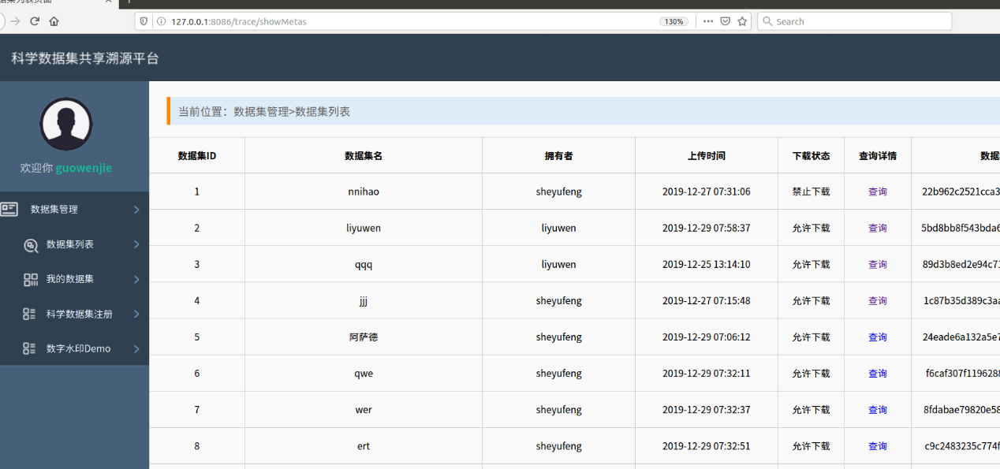 127.0.0.1:8086/trace/showMetas
130%
Search
科学数据集共享溯源平台
欢迎你 guowenjie
数据集管理
数据集列表
我的数据集
科学数据集注册
数字水印Demo
当前位置：数据集管理>数据集列表
数据集ID 数据集名 拥有者 上传时间 下载状态 查询详情 数据
1 nnihao sheyufeng 2019-12-27 07:31:06 禁止下载 查询 22b962c2521cca3
2 liyuwen liyuwen 2019-12-29 07:58:37 允许下载 查询 5bd8bb8f543bda6
3 qqq liyuwen 2019-12-25 13:14:10 允许下载 查询 89d3b8ed2e94c7
4 jjj sheyufeng 2019-12-27 07:15:48 允许下载 查询 1c87b35d389c3a
5 阿萨德 sheyufeng 2019-12-29 07:06:12 允许下载 查询 24eade6a132a5e7
6 qwe sheyufeng 2019-12-29 07:32:11 允许下载 查询 f6caf307f1196288
7 wer sheyufeng 2019-12-29 07:32:37 允许下载 查询 8fdabae79820e58
8 ert sheyufeng 2019-12-29 07:32:51 允许下载 查询 c9c2483235c774f